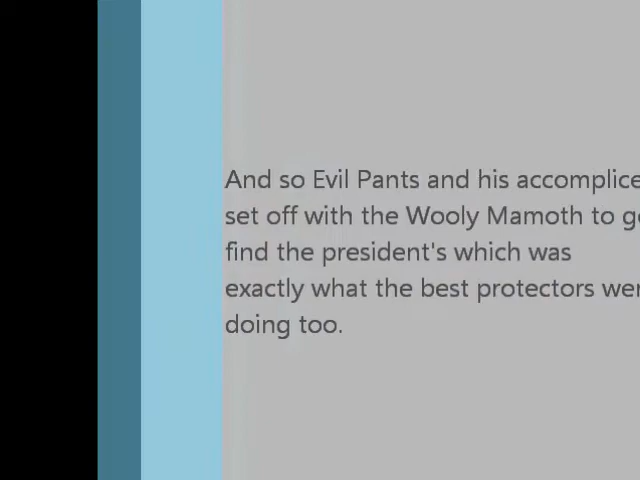 And so Evil Pants and his accomplice
set off with the Wooly Mamoth to
find the president's which was
exactly what the best protectors
doing too.